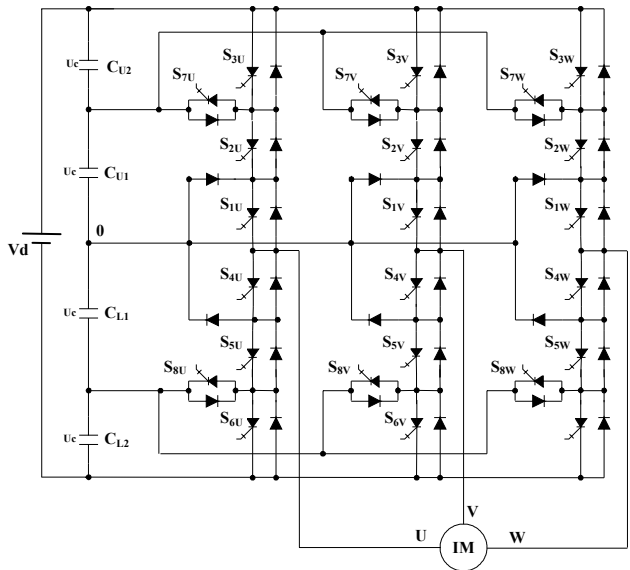 Uc C_U2 S_7U S_3U S_7V S_3V S_7W S_3W
S_2U S_2V S_2W
Uc C_U1
S_1U S_1V S_1W
0
Vd
S_4U S_4V S_4W
Uc C_L1
S_5U S_5V S_5W
S_8U S_8V S_8W
S_6U S_6V
Uc C_L2
V
U IM W